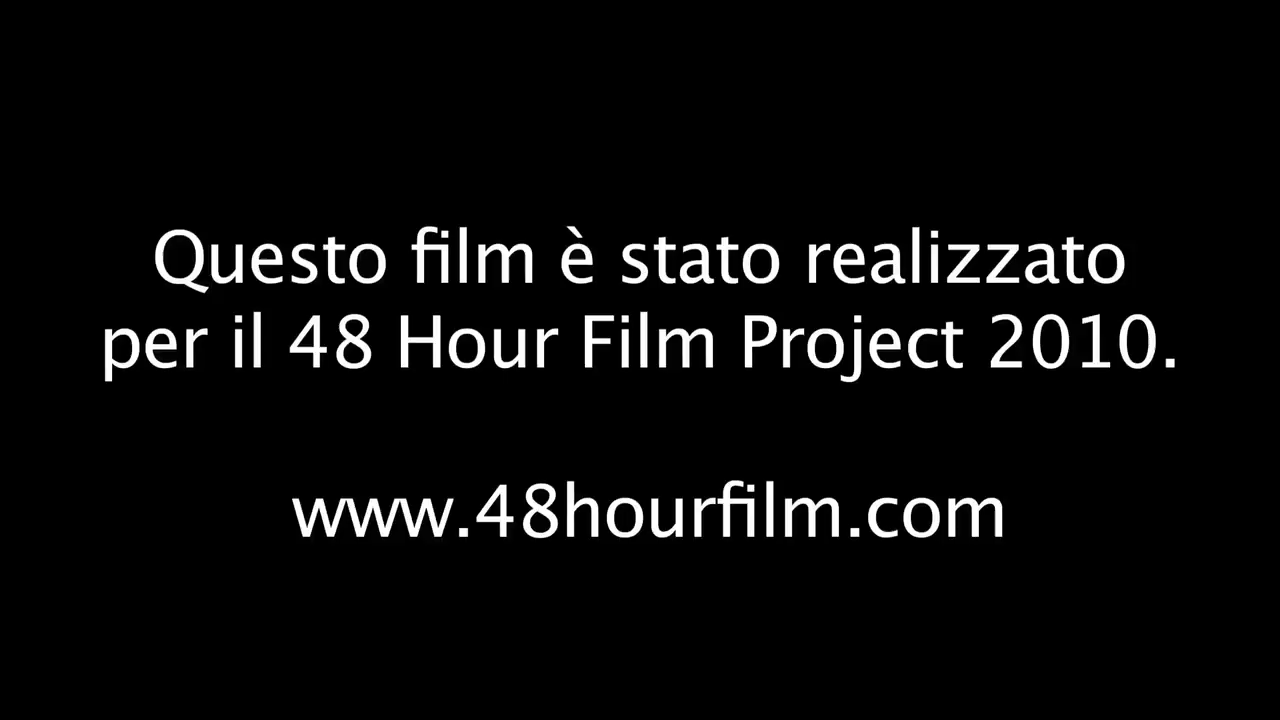 Questo film è stato realizzato
per il 48 Hour Film Project 2010.
www.48hourfilm.com